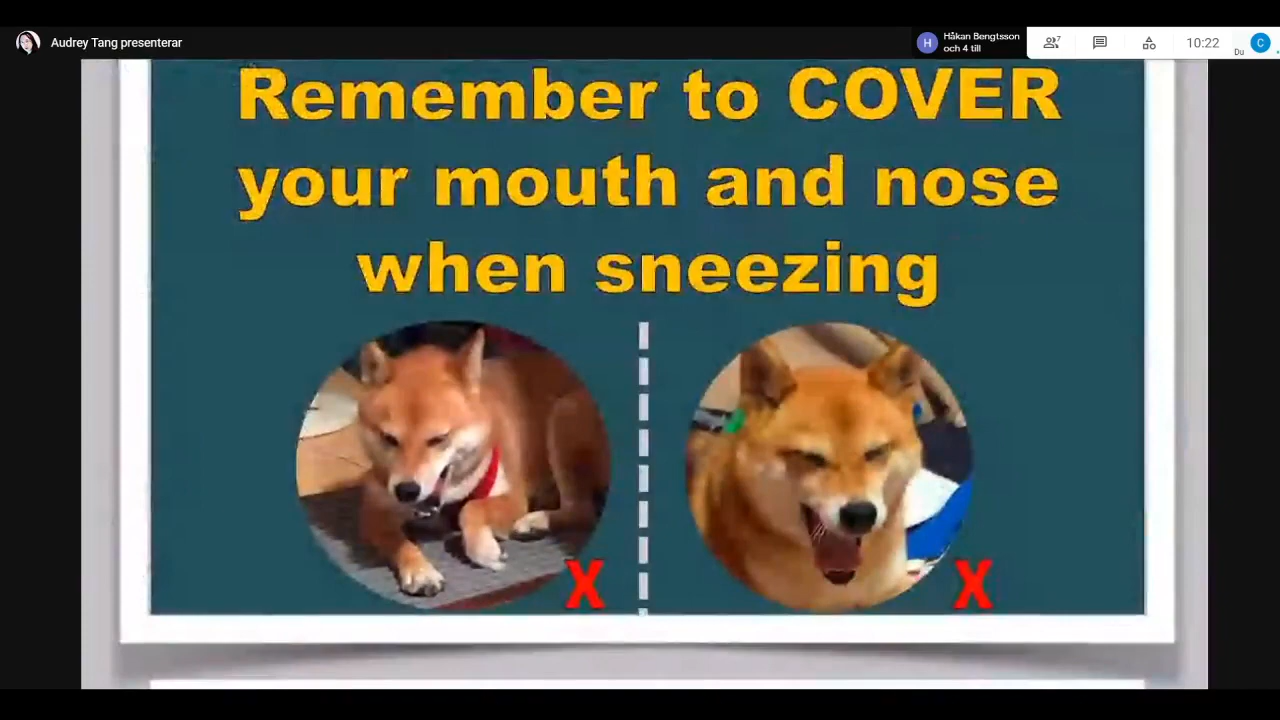 Audrey Tang presenterar
H
Håkan Bengtsson
och 4 till
7
10:22
Du
C
Remember to COVER
your mouth and nose
when sneezing
X
X